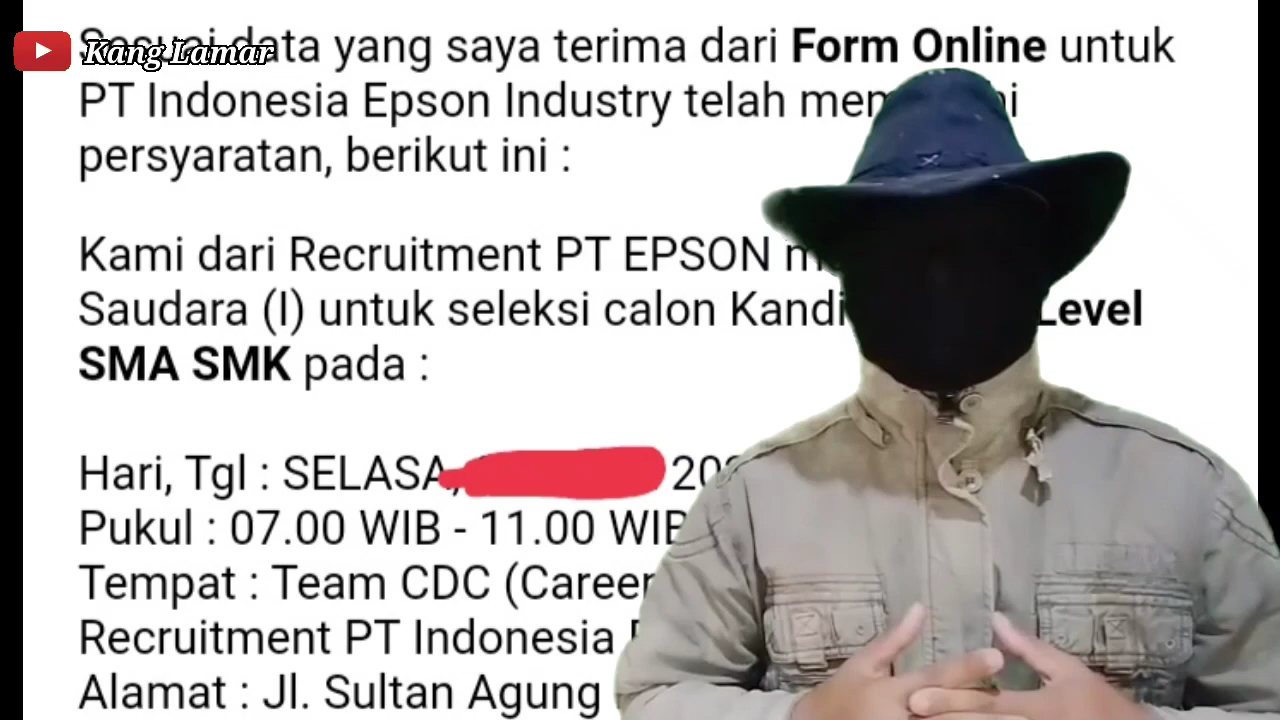 Kang Lamar
data yang saya terima dari Form Online untuk
PT Indonesia Epson Industry telah
persyaratan, berikut ini :
Kami dari Recruitment PT EPSON
Saudara (I) untuk seleksi calon Level
SMA SMK pada :
Hari, Tgl : SELASA,
Pukul : 07.00 WIB - 11.00 WIB
Tempat : Team CDC (Career
Recruitment PT Indonesia
Alamat : Jl. Sultan Agung